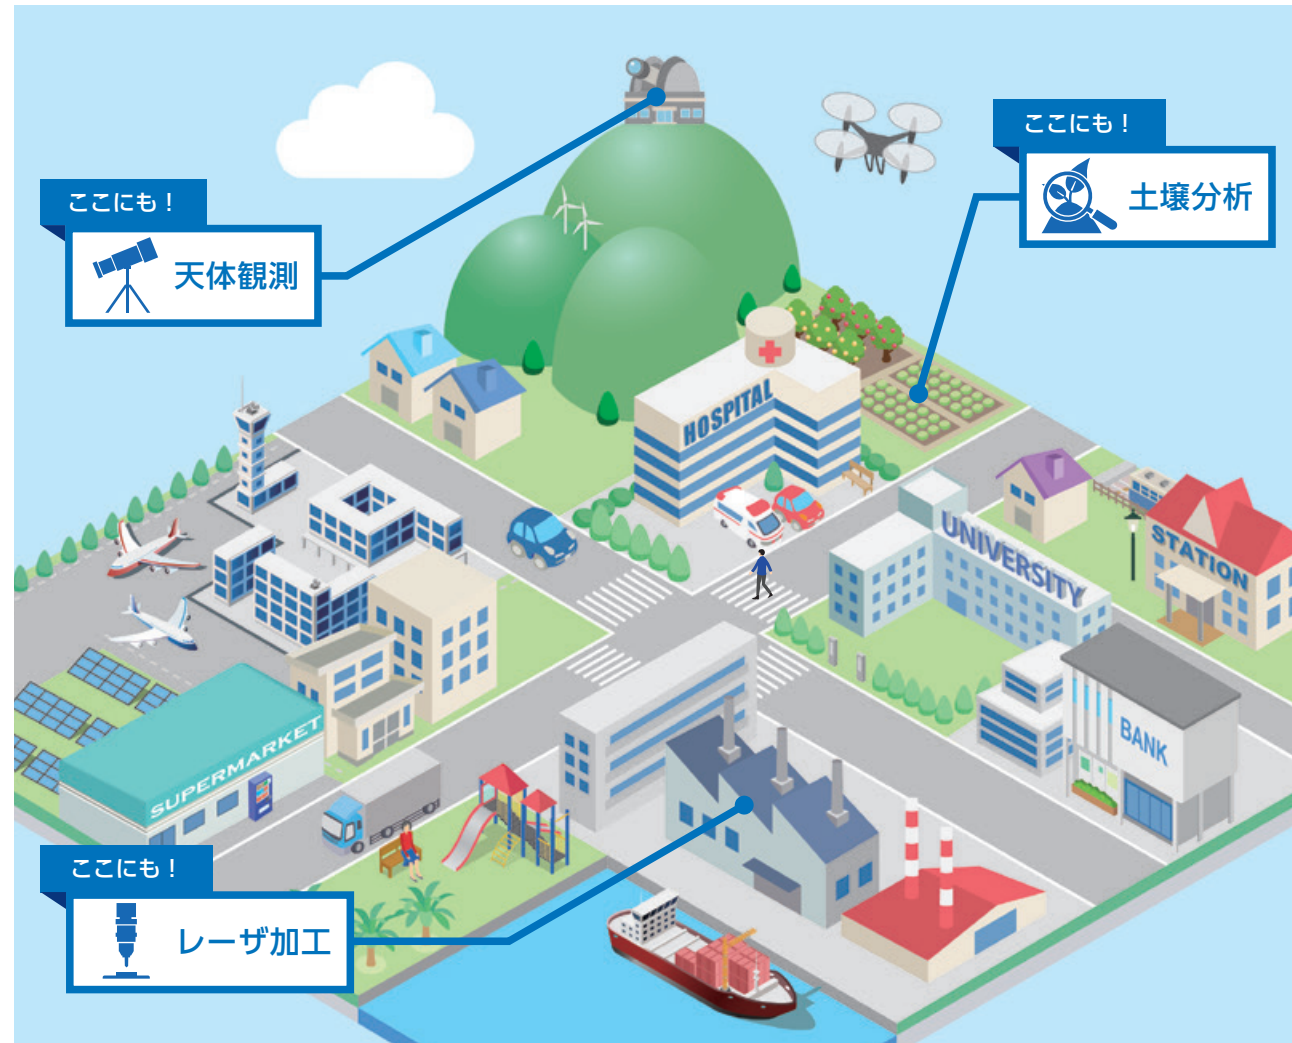 ここにも！
土壌分析
ここにも！
天体観測
HOSPITAL
UNIVERSITY
STATION
BANK
SUPERMARKET
ここにも！
レーザ加工